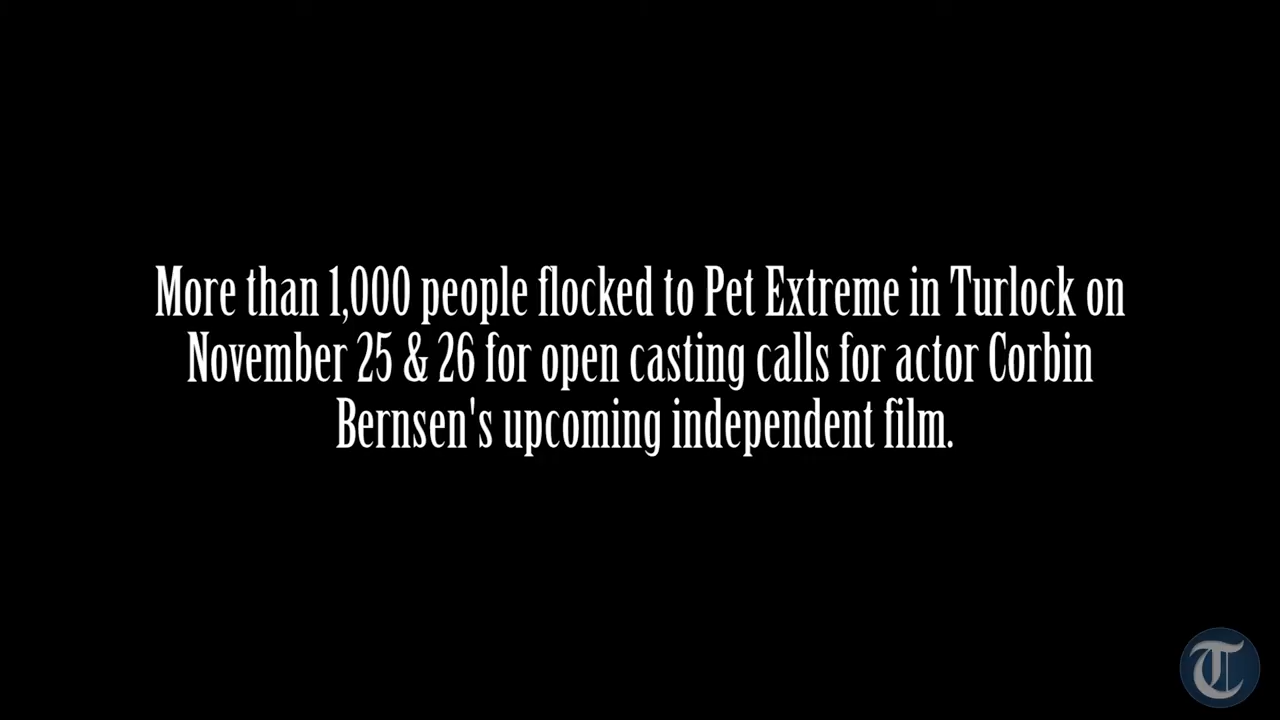 More than 1,000 people flocked to Pet Extreme in Turlock on
November 25 & 26 for open casting calls for actor Corbin
Bernsen's upcoming independent film.
T